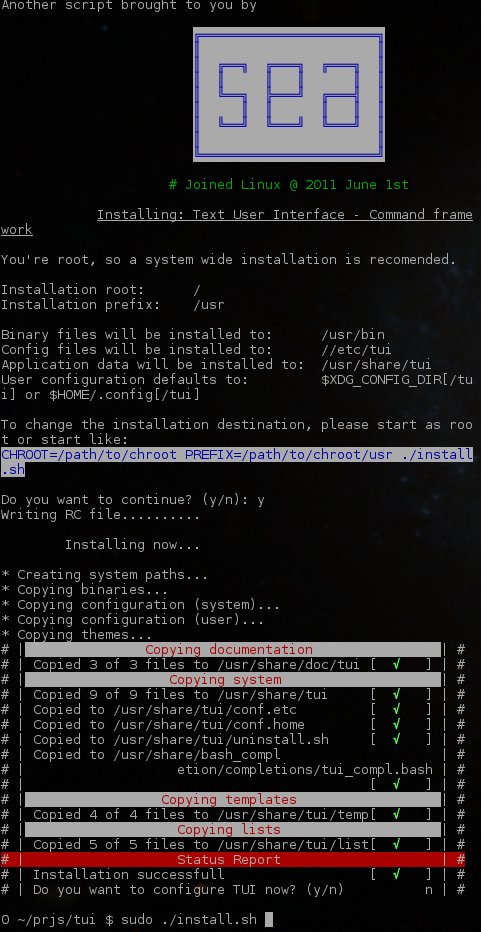 Another script brought to you by
sea
# Joined Linux @ 2011 June 1st
Installing: Text User Interface - Command frame
work
You're root, so a system wide installation is recomended.
Installation root:      /
Installation prefix:    /usr
Binary files will be installed to:      /usr/bin
Config files will be installed to:      //etc/tui
Application data will be installed to:  /usr/share/tui
User configuration defaults to:         $XDG_CONFIG_DIR[/tu
i] or $HOME/.config[/tui]
To change the installation destination, please start as roo
t or start like:
CHROOT=/path/to/chroot PREFIX=/path/to/chroot/usr ./install
.sh
Do you want to continue? (y/n): y
Writing RC file..........
Installing now...
* Creating system paths...
* Copying binaries...
* Copying configuration (system)...
* Copying configuration (user)...
* Copying themes...
# | Copying documentation | #
# | Copied 3 of 3 files to /usr/share/doc/tui [ √ ] | #
# | Copying system | #
# | Copied 9 of 9 files to /usr/share/tui [ √ ] | #
# | Copied to /usr/share/tui/conf.etc [ √ ] | #
# | Copied to /usr/share/tui/conf.home [ √ ] | #
# | Copied to /usr/share/tui/uninstall.sh [ √ ] | #
# | Copied to /usr/share/bash_compl | #
# | etion/completions/tui_compl.bash | #
# | [ √ ] | #
# | Copying templates | #
# | Copied 4 of 4 files to /usr/share/tui/temp[ √ ] | #
# | Copying lists | #
# | Copied 5 of 5 files to /usr/share/tui/list[ √ ] | #
# | Status Report | #
# | Installation successfull [ √ ] | #
# | Do you want to configure TUI now? (y/n) n | #
0 ~/prjs/tui $ sudo ./install.sh